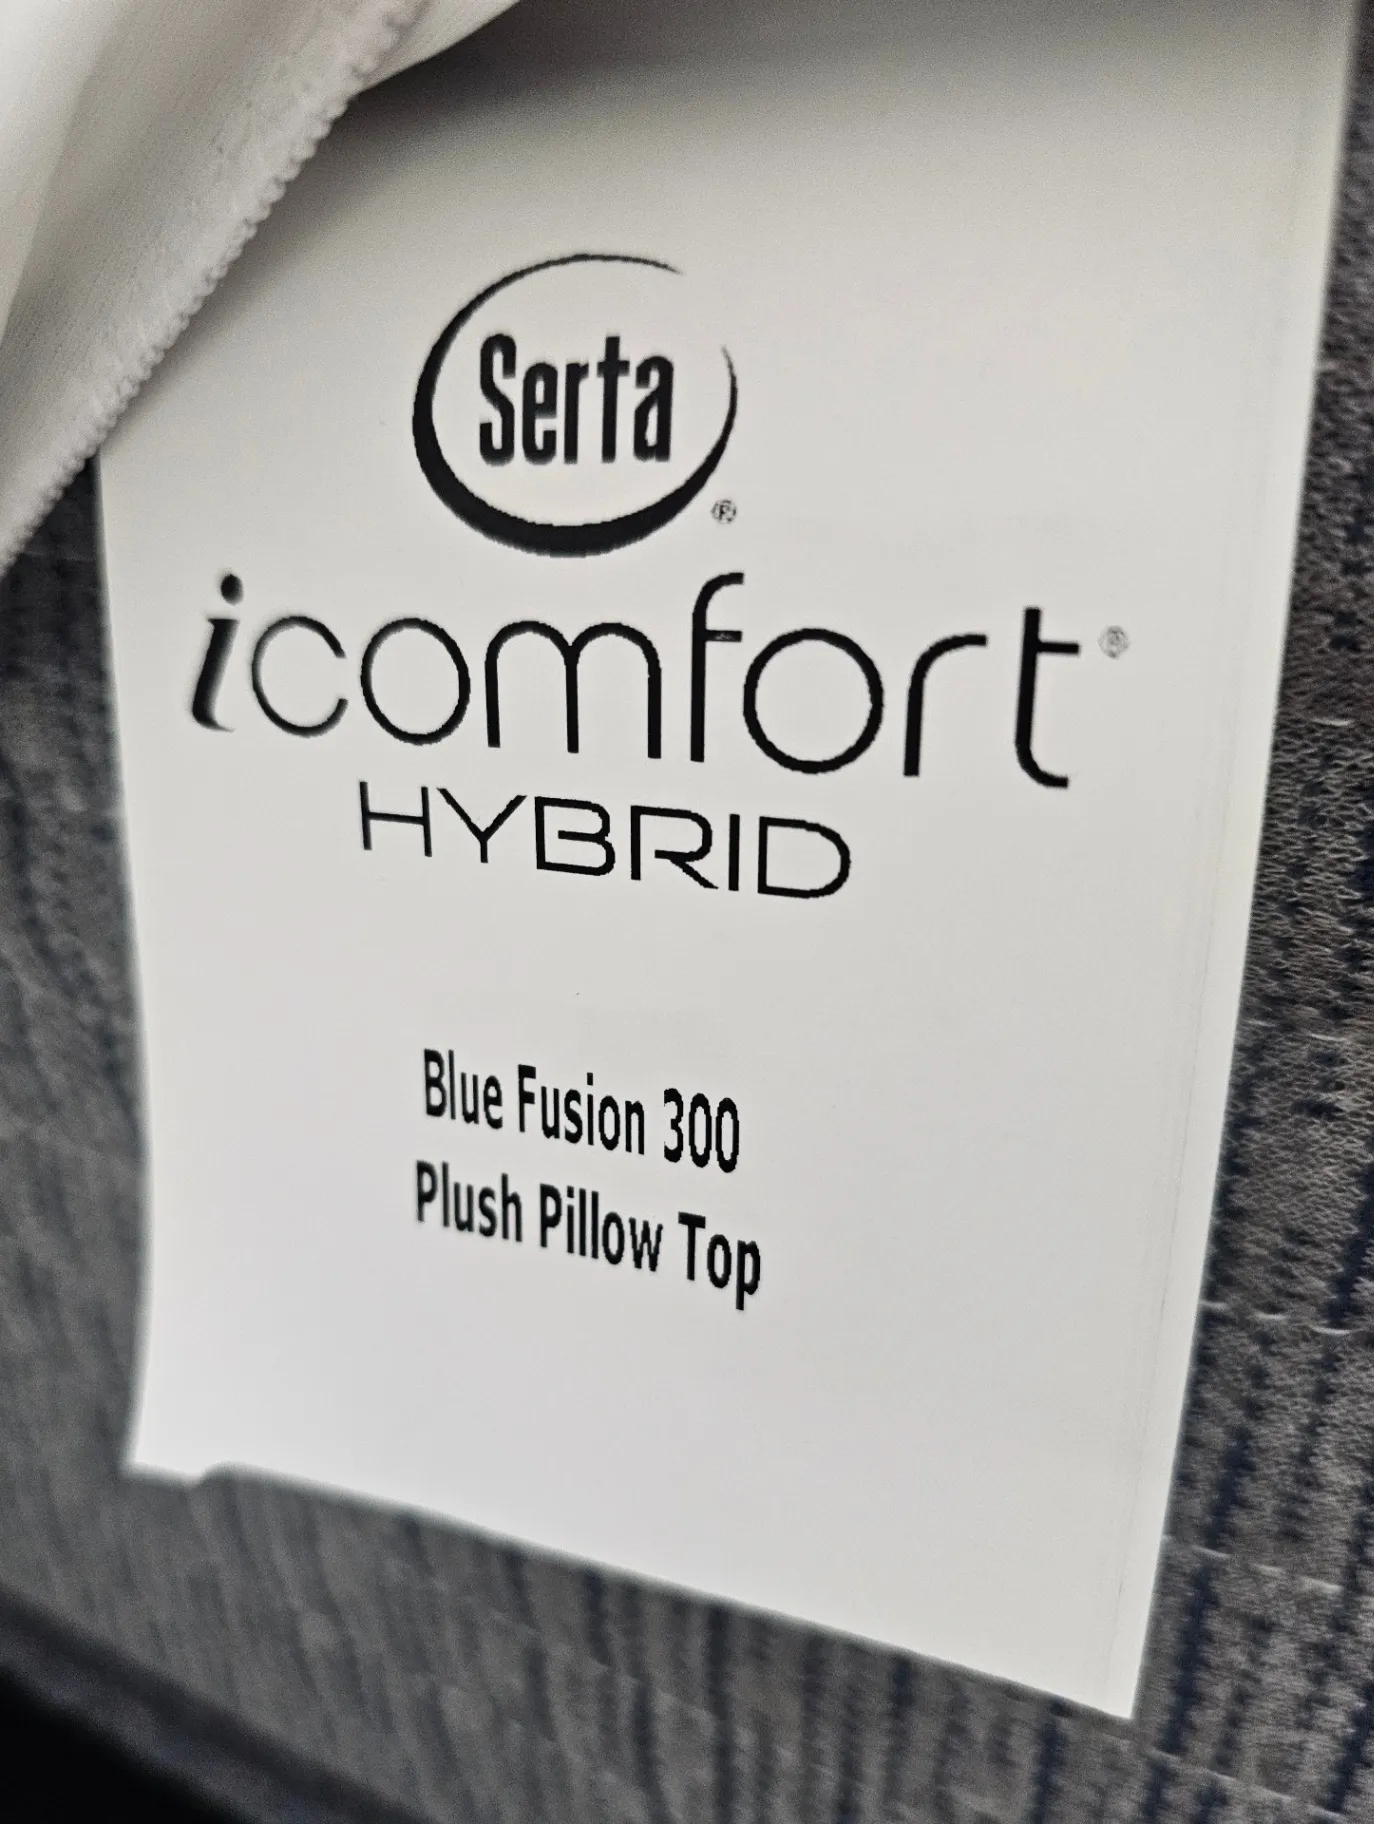 Serta®
icomfort®
HYBRID
Blue Fusion 300
Plush Pillow Top